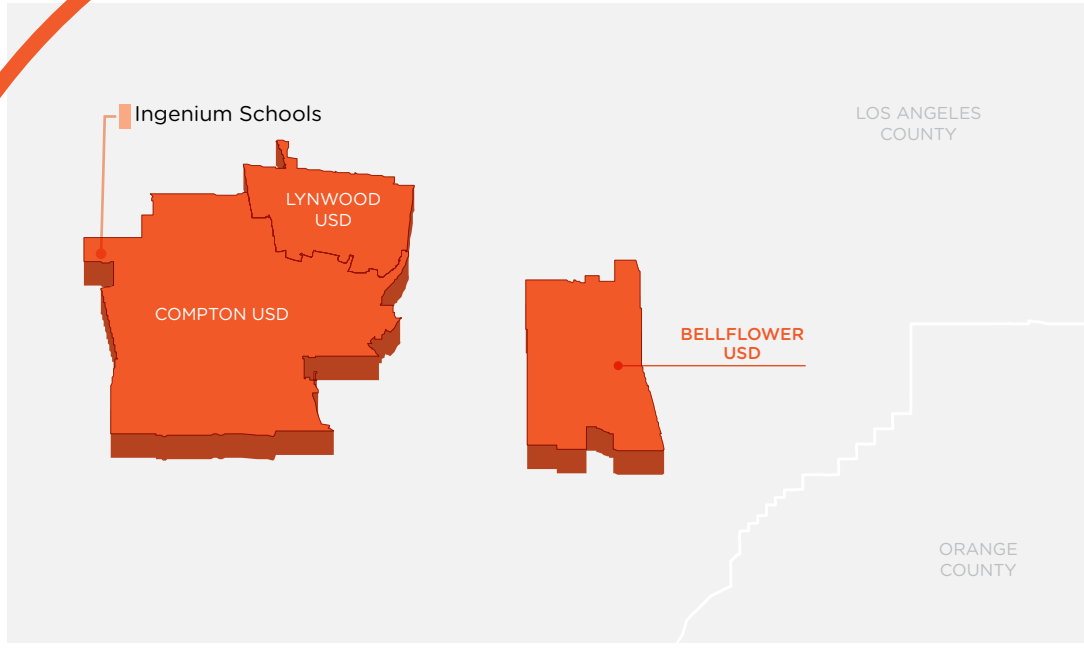 Ingenium Schools
LOS ANGELES
COUNTY
LYNWOOD
USD
COMPTON USD
BELLFLOWER
USD
ORANGE
COUNTY